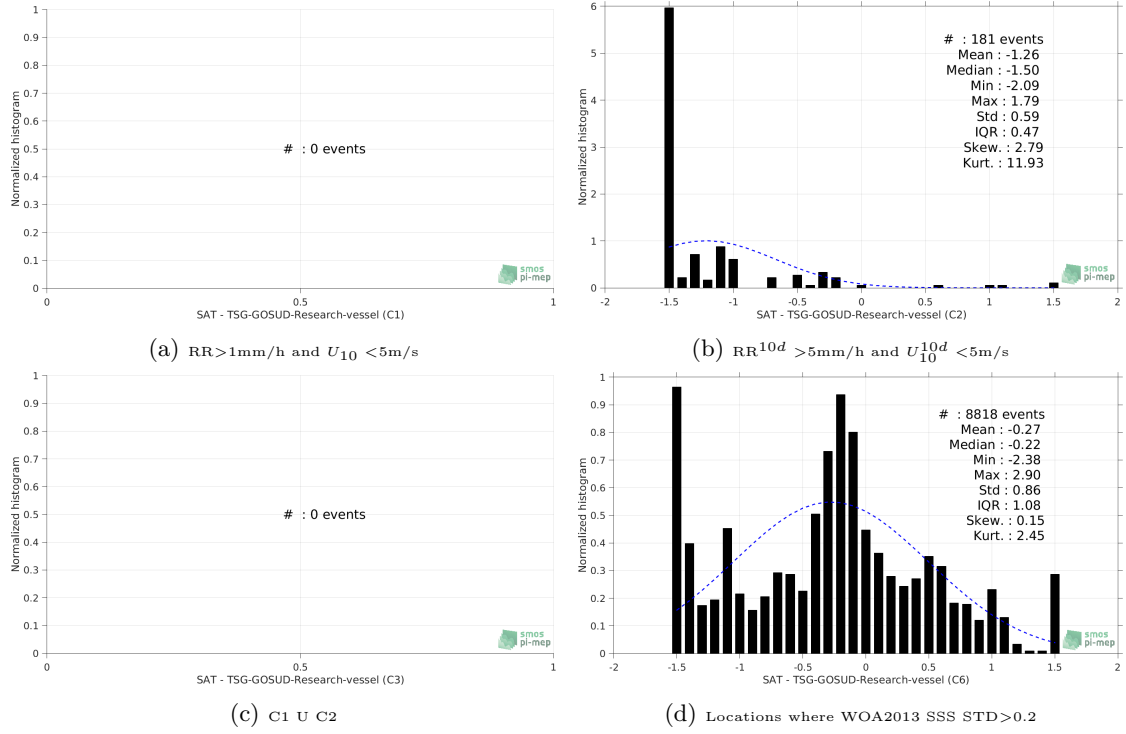 1
0.9
0.8
0.7
0.6
0.5
0.4
0.3
0.2
0.1
0
Normalized histogram
# : 0 events
smos
pi-mep
0 0.5 1
SAT - TSG-GOSUD-Research-vessel (C1)
(a) RR>1mm/h and U10 <5m/s
6
5
4
3
2
1
0
Normalized histogram
# : 181 events
Mean : -1.26
Median : -1.50
Min : -2.09
Max : 1.79
Std : 0.59
IQR : 0.47
Skew. : 2.79
Kurt. : 11.93
smos
pi-mep
-2 -1.5 -1 -0.5 0 0.5 1 1.5 2
SAT - TSG-GOSUD-Research-vessel (C2)
(b) RR^10d >5mm/h and U10^10d <5m/s
1
0.9
0.8
0.7
0.6
0.5
0.4
0.3
0.2
0.1
0
Normalized histogram
# : 0 events
smos
pi-mep
0 0.5 1
SAT - TSG-GOSUD-Research-vessel (C3)
(c) C1 U C2
1
0.9
0.8
0.7
0.6
0.5
0.4
0.3
0.2
0.1
0
Normalized histogram
# : 8818 events
Mean : -0.27
Median : -0.22
Min : -2.38
Max : 2.90
Std : 0.86
IQR : 1.08
Skew. : 0.15
Kurt. : 2.45
smos
pi-mep
-2 -1.5 -1 -0.5 0 0.5 1 1.5 2
SAT - TSG-GOSUD-Research-vessel (C6)
(d) Locations where WOA2013 SSS STD>0.2